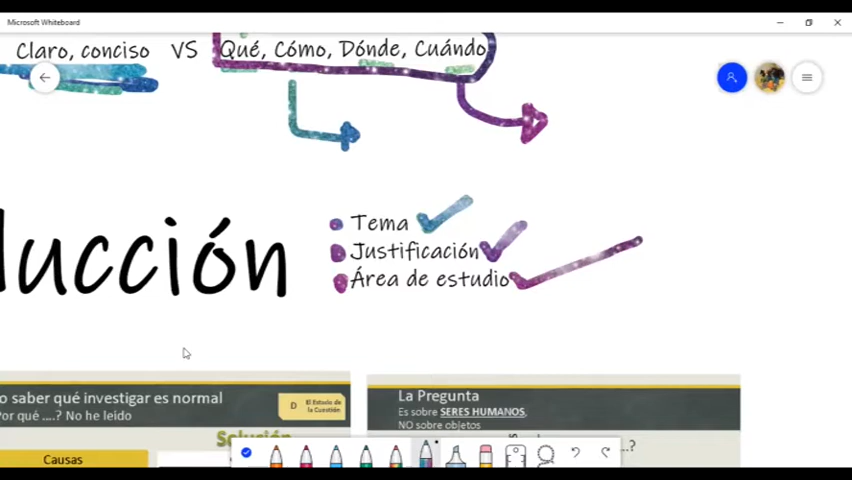 Microsoft Whiteboard
Claro, conciso VS Qué, Cómo, Dónde, Cuándo
ducción
Tema
Justificación
Área de estudio
o saber qué investigar es normal
Por qué ....? No he leido
D El Estado de la Cuestión
La Pregunta
Es sobre SERES HUMANOS,
NO sobre objetos
Solución
...?
Causas